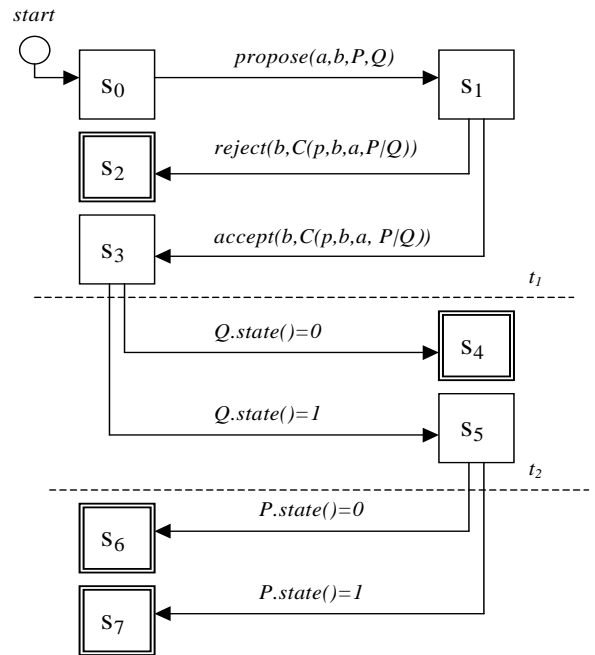 start
s0 propose(a,b,P,Q) s1
s2 reject(b,C(p,b,a,P|Q))
s3 accept(b,C(p,b,a, P|Q))
t1
Q.state()=0 s4
Q.state()=1 s5
t2
s6 P.state()=0
s7 P.state()=1